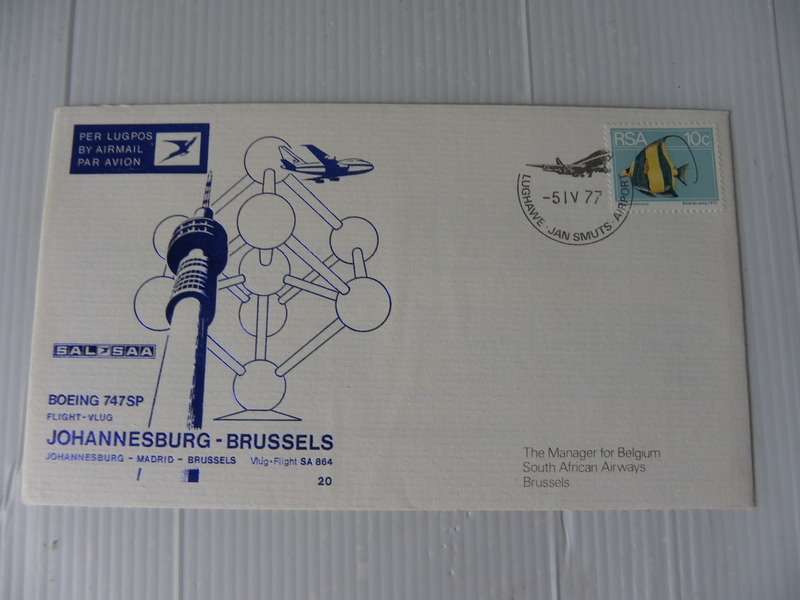 PER LUGPOS
BY AIRMAIL
PAR AVION
RSA 10c
-5 IV 77
LUGHAWE · JAN SMUTS · AIRPORT
SAL SAA
BOEING 747SP
FLIGHT-VLUG
JOHANNESBURG - BRUSSELS
JOHANNESBURG - MADRID - BRUSSELS Vlug-Flight SA 864
20
The Manager for Belgium
South African Airways
Brussels